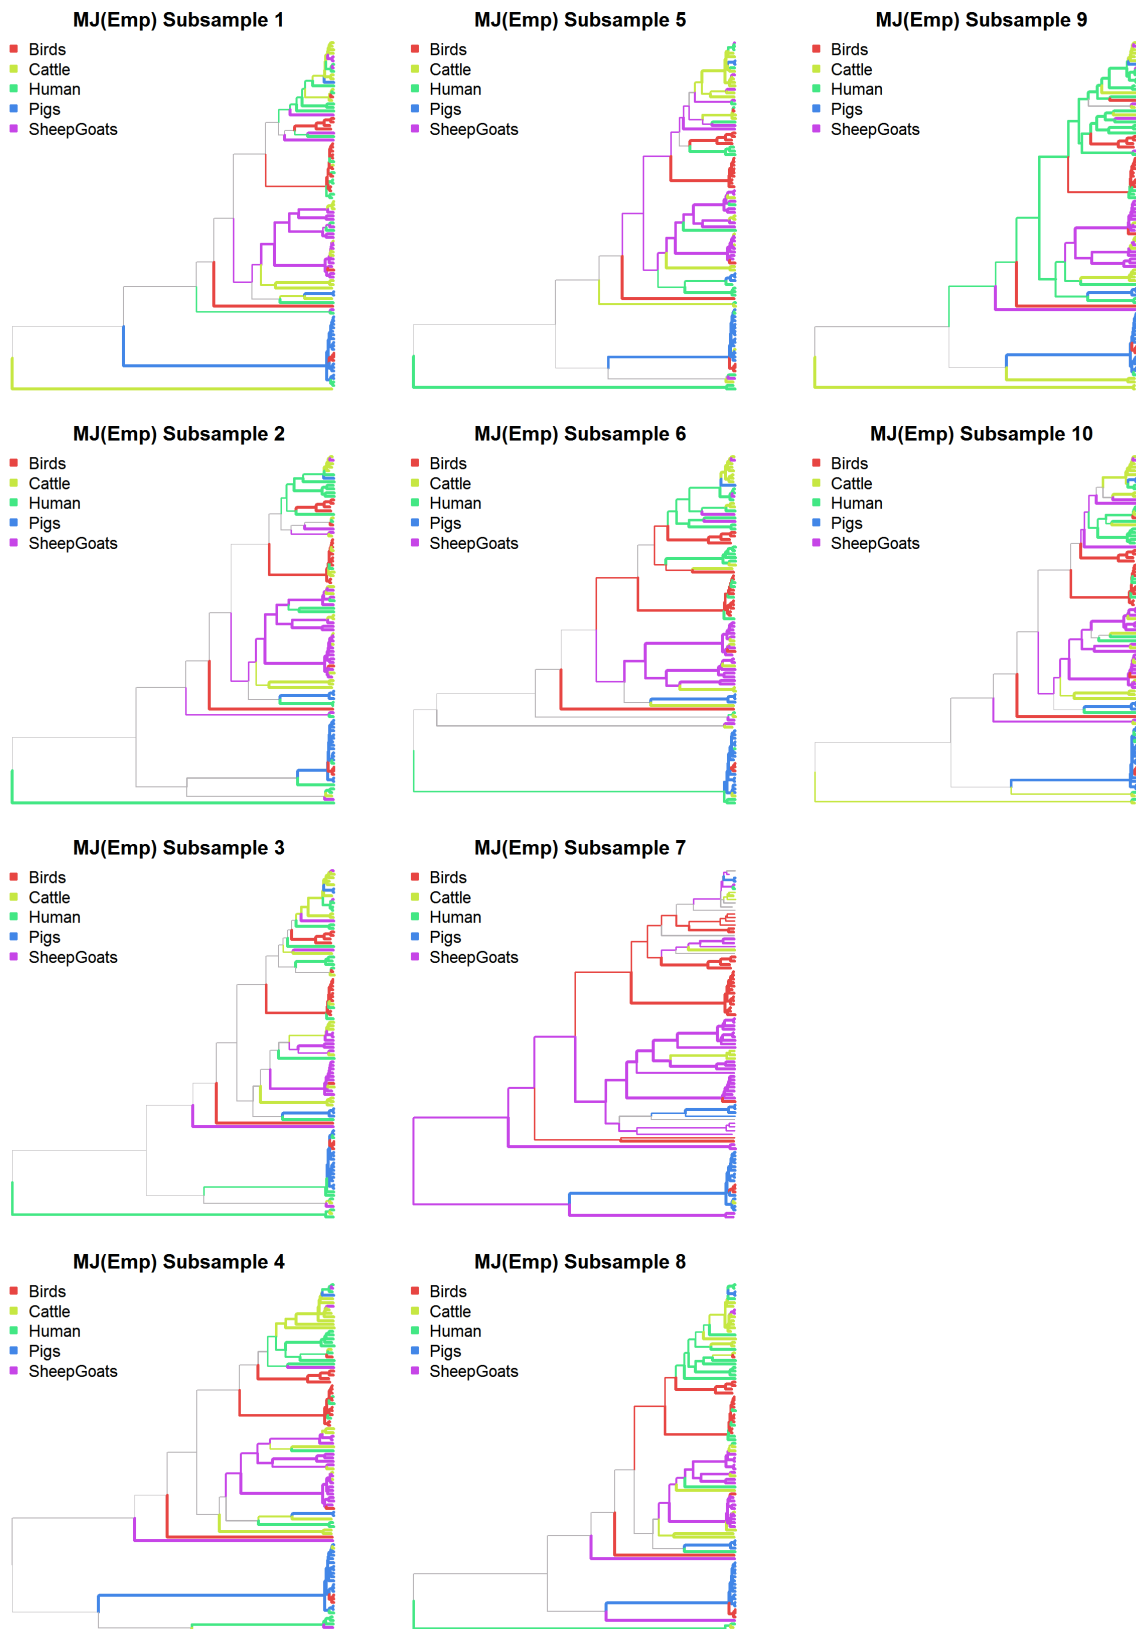 MJ(Emp) Subsample 1
Birds
Cattle
Human
Pigs
SheepGoats
MJ(Emp) Subsample 5
Birds
Cattle
Human
Pigs
SheepGoats
MJ(Emp) Subsample 9
Birds
Cattle
Human
Pigs
SheepGoats
MJ(Emp) Subsample 2
Birds
Cattle
Human
Pigs
SheepGoats
MJ(Emp) Subsample 6
Birds
Cattle
Human
Pigs
SheepGoats
MJ(Emp) Subsample 10
Birds
Cattle
Human
Pigs
SheepGoats
MJ(Emp) Subsample 3
Birds
Cattle
Human
Pigs
SheepGoats
MJ(Emp) Subsample 7
Birds
Cattle
Human
Pigs
SheepGoats
MJ(Emp) Subsample 4
Birds
Cattle
Human
Pigs
SheepGoats
MJ(Emp) Subsample 8
Birds
Cattle
Human
Pigs
SheepGoats